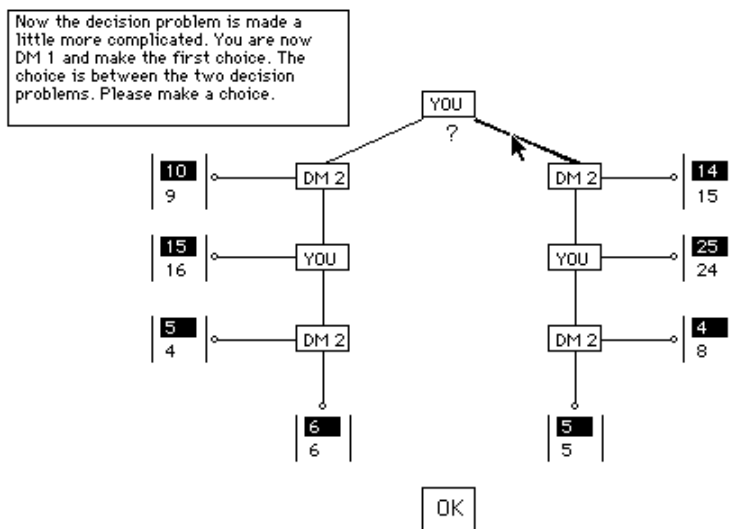 Now the decision problem is made a
little more complicated. You are now
DM 1 and make the first choice. The
choice is between the two decision
problems. Please make a choice.
YOU
?
10 DM 2 DM 2 14
9 15
15 YOU YOU 25
16 24
5 DM 2 DM 2 4
4 8
6 5
6 5
OK